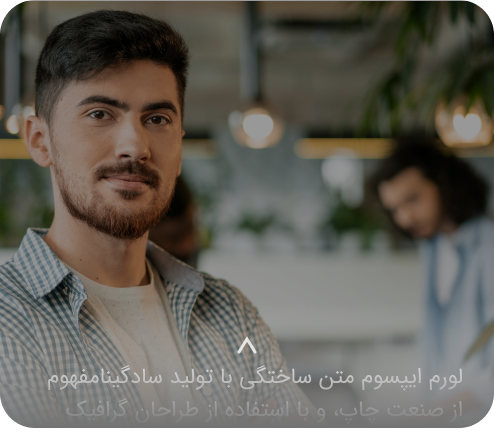 لورم ایپسوم متن ساختگی با تولید سادگینامفهوم
از صنعت چاپ، و با استفاده از طراحان گرافیک